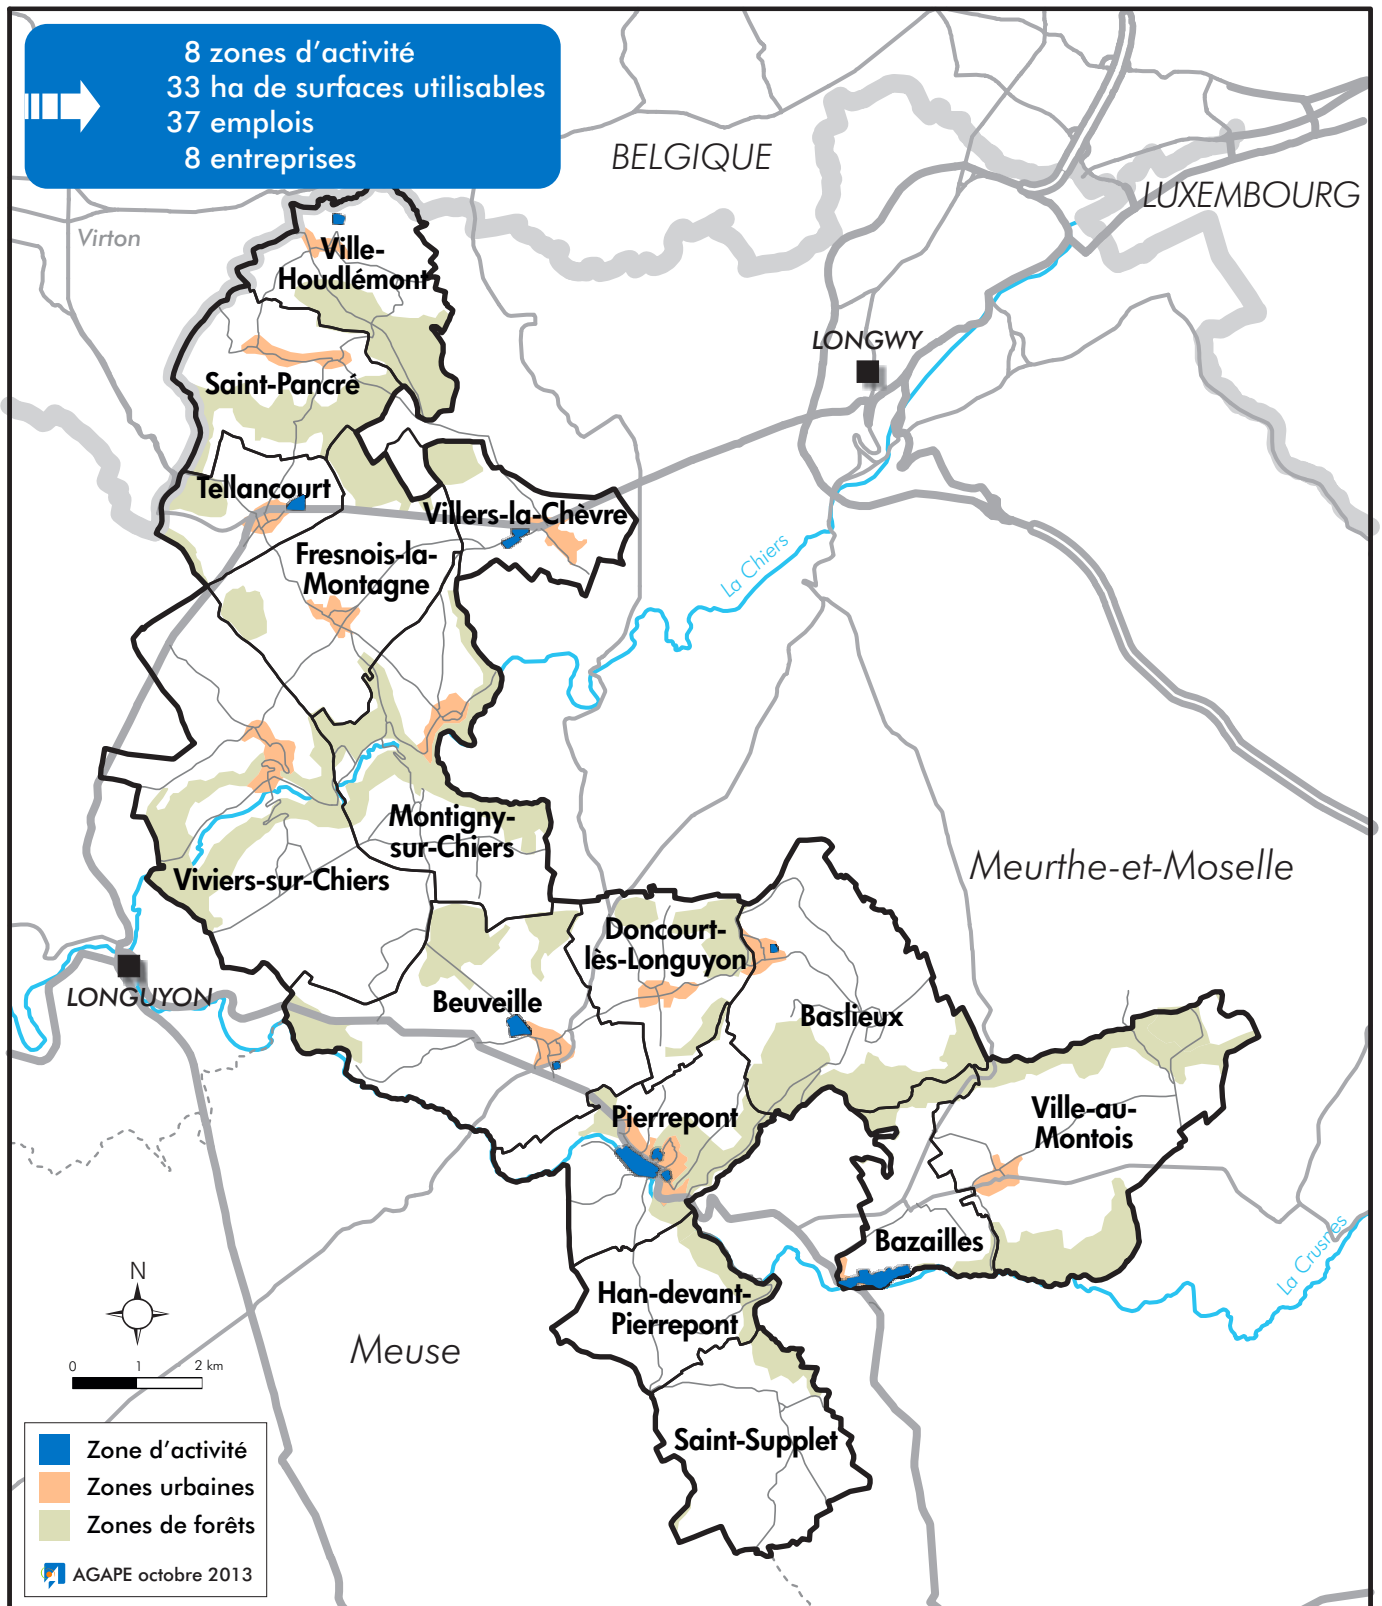 8 zones d'activité
33 ha de surfaces utilisables
37 emplois
8 entreprises
BELGIQUE
LUXEMBOURG
Virton
Ville-
Houdlémont
LONGWY
Saint-Pancré
Tellancourt
Villers-la-Chèvre
Fresnois-la-
Montagne
La Chiers
Montigny-
sur-Chiers
Meurthe-et-Moselle
Viviers-sur-Chiers
Doncourt-
lès-Longuyon
LONGUYON
Beuveille
Baslieux
Pierrepont
Ville-au-
Montois
Bazailles
La Crusnes
N
Han-devant-
Pierrepont
Meuse
0 1 2 km
Saint-Supplet
Zone d'activité
Zones urbaines
Zones de forêts
AGAPE octobre 2013